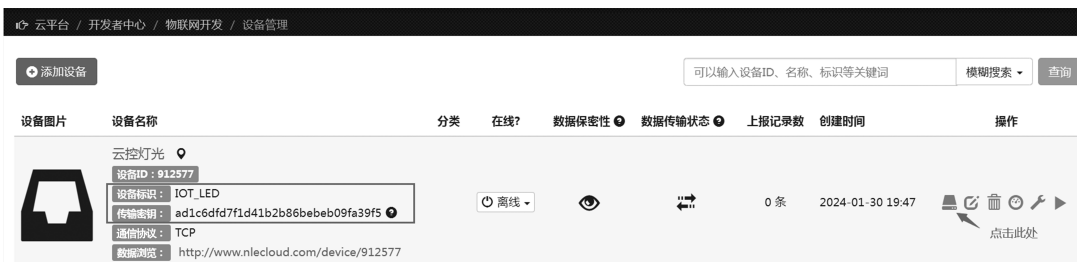 云平台 / 开发者中心 / 物联网开发 / 设备管理
添加设备 可以输入设备ID、名称、标识等关键词 模糊搜索 查询
设备图片 设备名称 分类 在线? 数据保密性 数据传输状态 上报记录数 创建时间 操作
云控灯光
设备ID：912577
设备标识： IOT_LED
传输密钥： ad1c6dfd7f1d41b2b86bebeb09fa39f5
离线 0 条 2024-01-30 19:47
点击此处
通信协议： TCP
数据浏览： http://www.nlecloud.com/device/912577